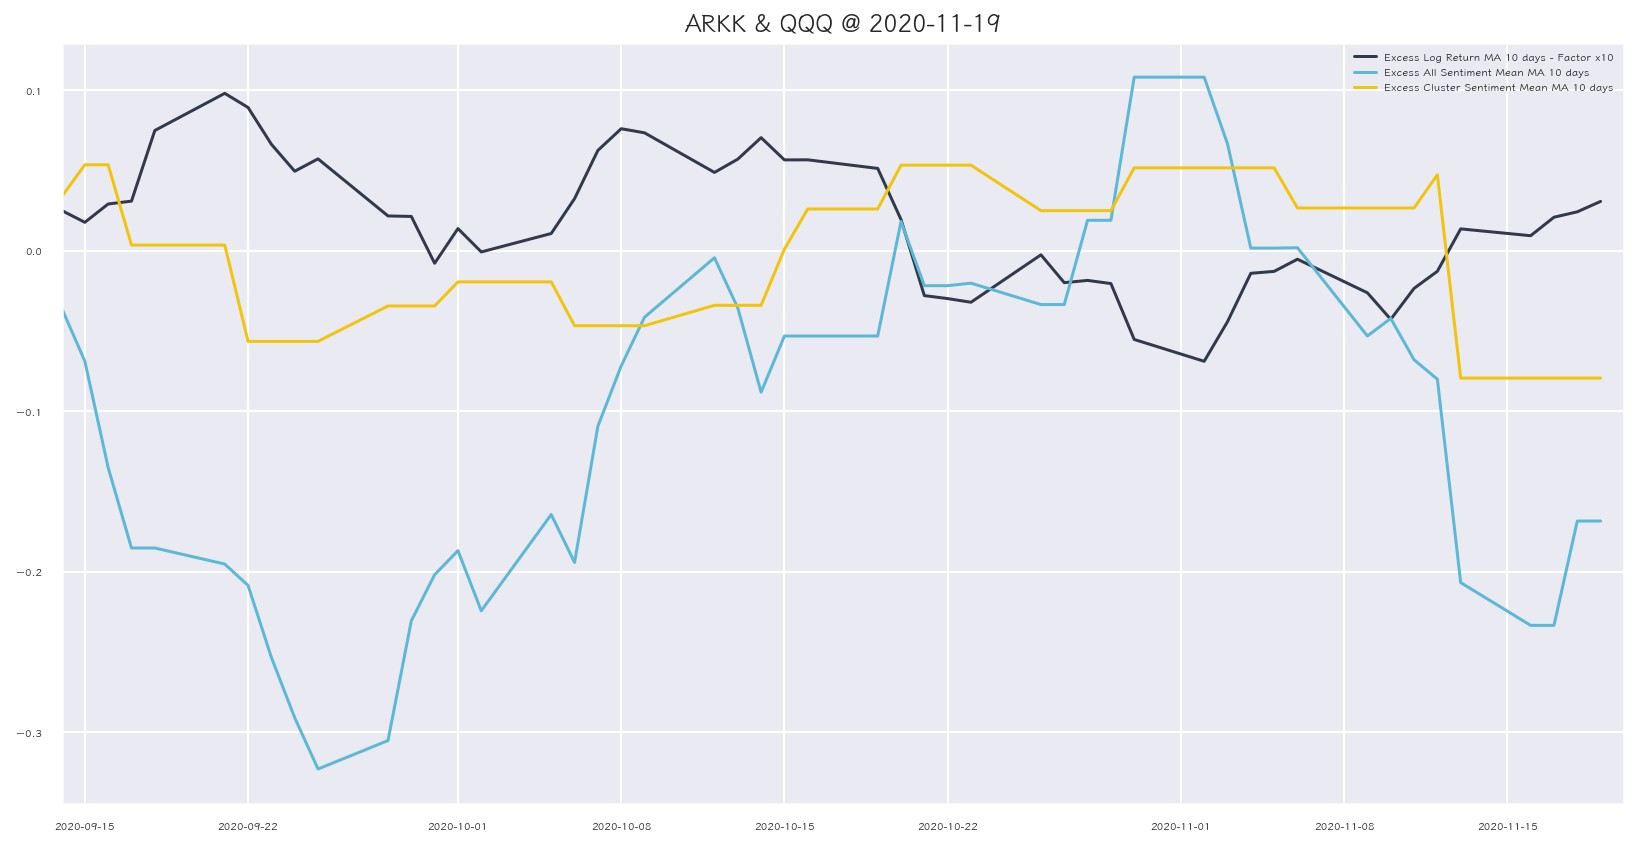 ARKK & QQQ @ 2020-11-19
Excess Log Return MA 10 days - Factor x10
Excess All Sentiment Mean MA 10 days
Excess Cluster Sentiment Mean MA 10 days
0.1
0.0
−0.1
−0.2
−0.3
2020-09-15 2020-09-22 2020-10-01 2020-10-08 2020-10-15 2020-10-22 2020-11-01 2020-11-08 2020-11-15